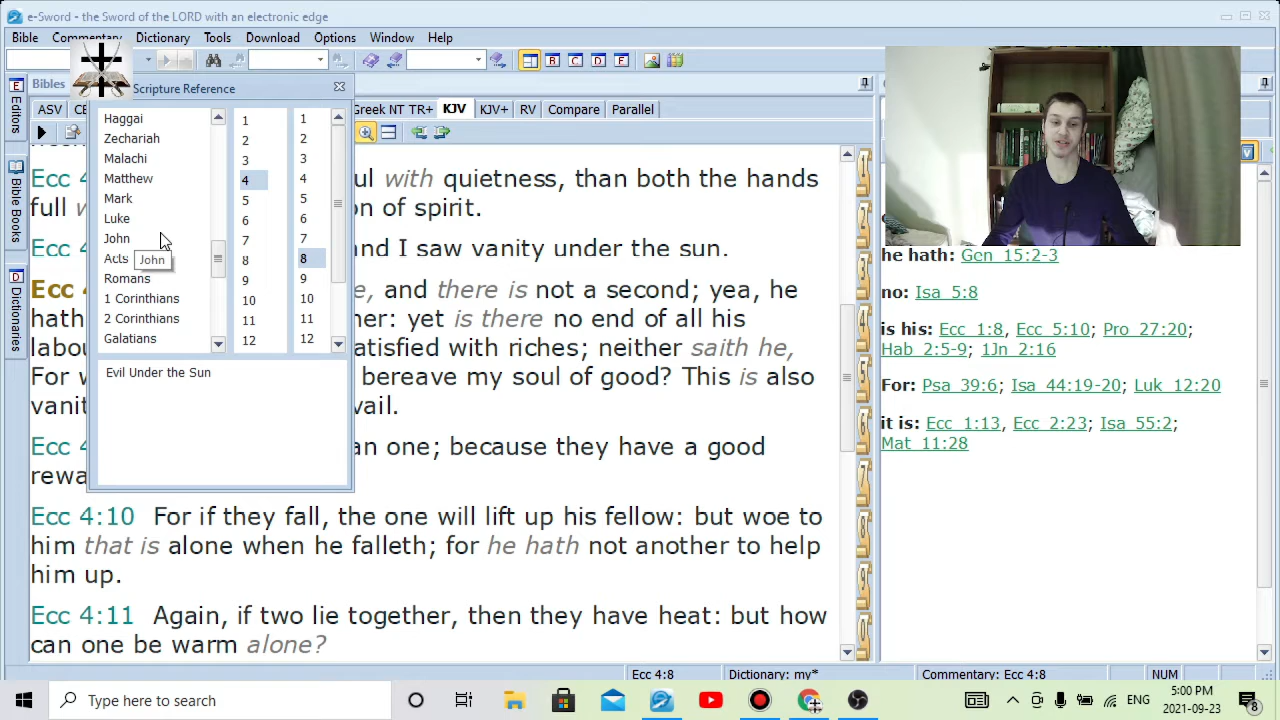 e-Sword - the Sword of the LORD with an electronic edge
Bible Commentary Dictionary Tools Download Options Window Help
Bibles
Scripture Reference
ASV
Greek NT TR+ KJV KJV+ RV Compare Parallel
Editors
Bible Books
Dictionaries
Haggai
Zechariah
Malachi
Matthew
Mark
Luke
John
Acts
John
Romans
1 Corinthians
2 Corinthians
Galatians
1
2
3
4
5
6
7
8
9
10
11
12
1
2
3
4
5
6
7
8
9
10
11
12
Evil Under the Sun
Ecc ful with quietness, than both the hands
full on of spirit.
Ecc and I saw vanity under the sun.
Ecc and there is not a second; yea, he
hath her: yet is there no end of all his
labou atisfied with riches; neither saith he,
For bereave my soul of good? This is also
vanit vail.
Ecc an one; because they have a good
rewa
Ecc 4:10 For if they fall, the one will lift up his fellow: but woe to
him that is alone when he falleth; for he hath not another to help
him up.
Ecc 4:11 Again, if two lie together, then they have heat: but how
can one be warm alone?
1
2
3
4
5
6
7
8
9
0
he hath: Gen 15:2-3
no: Isa 5:8
is his: Ecc 1:8, Ecc 5:10; Pro 27:20;
Hab 2:5-9; 1Jn 2:16
For: Psa 39:6; Isa 44:19-20; Luk 12:20
it is: Ecc 1:13, Ecc 2:23; Isa 55:2;
Mat 11:28
Ecc 4:8 Dictionary: my* Commentary: Ecc 4:8 NUM
Type here to search
ENG
5:00 PM
2021-09-23
8